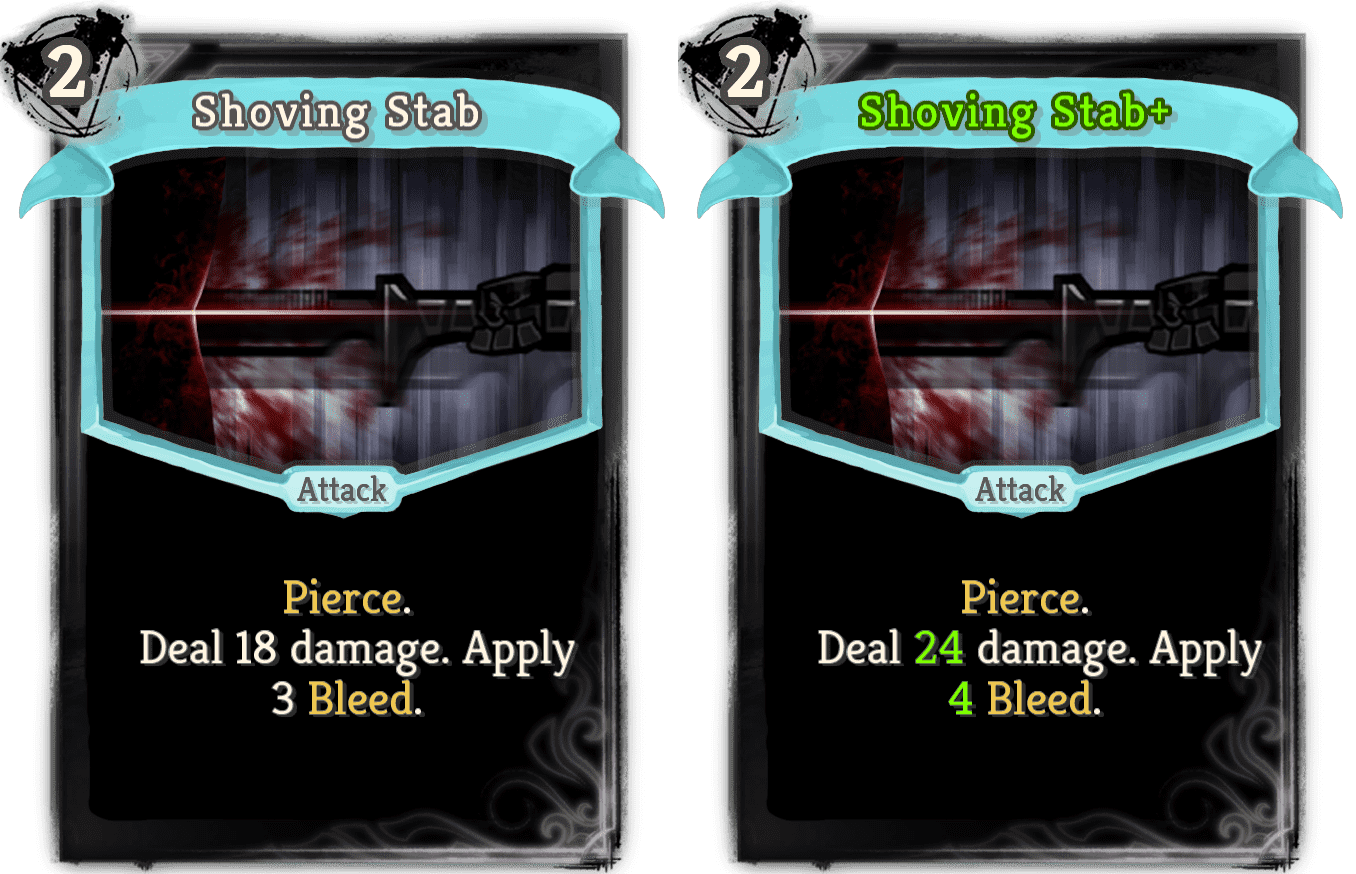 2
Shoving Stab
Attack
Pierce.
Deal 18 damage. Apply
3 Bleed.
2
Shoving Stab+
Attack
Pierce.
Deal 24 damage. Apply
4 Bleed.